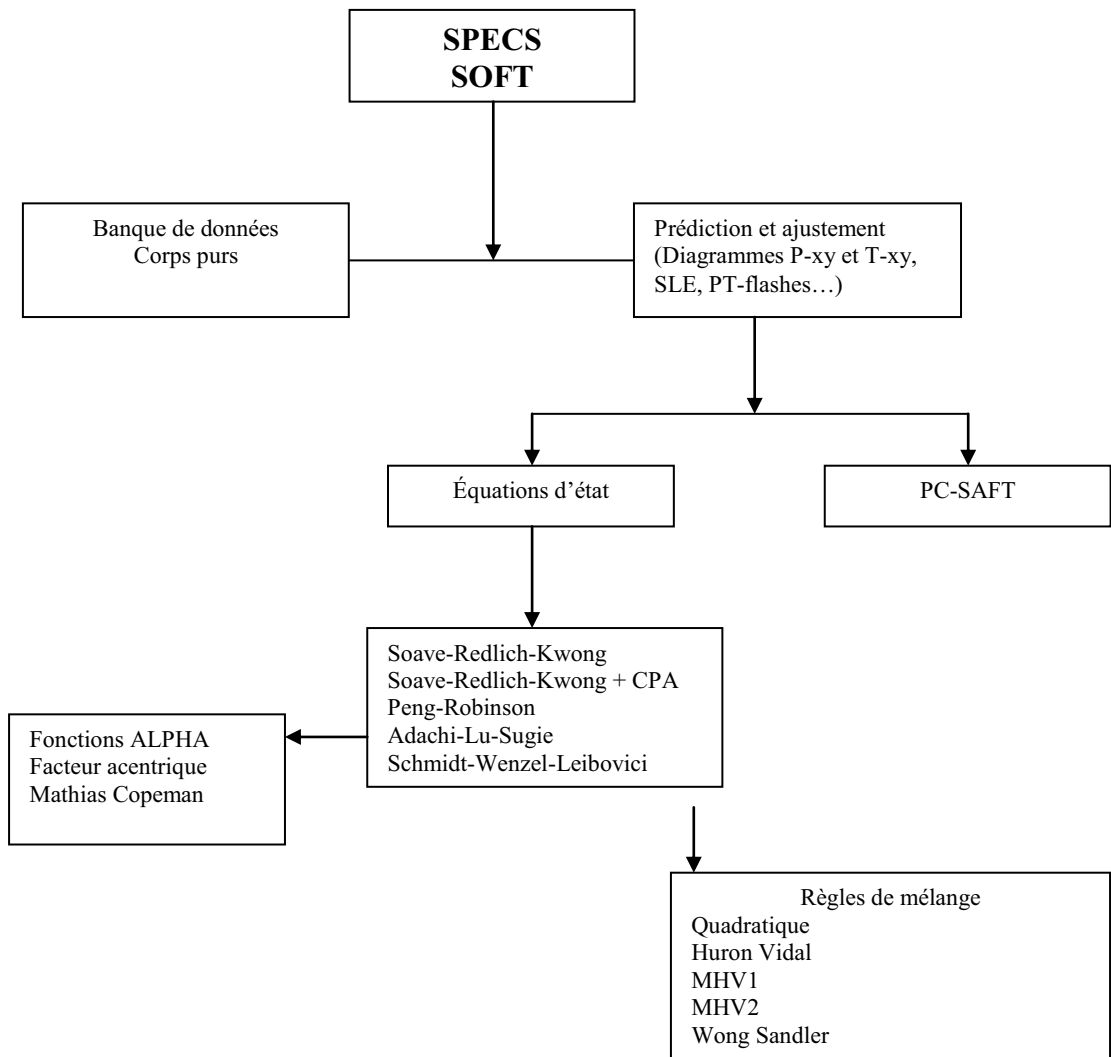 SPECS
SOFT
Banque de données
Corps purs
Prédiction et ajustement
(Diagrammes P-xy et T-xy,
SLE, PT-flashes…)
Équations d’état
PC-SAFT
Soave-Redlich-Kwong
Soave-Redlich-Kwong + CPA
Peng-Robinson
Adachi-Lu-Sugie
Schmidt-Wenzel-Leibovici
Fonctions ALPHA
Facteur acentrique
Mathias Copeman
Règles de mélange
Quadratique
Huron Vidal
MHV1
MHV2
Wong Sandler